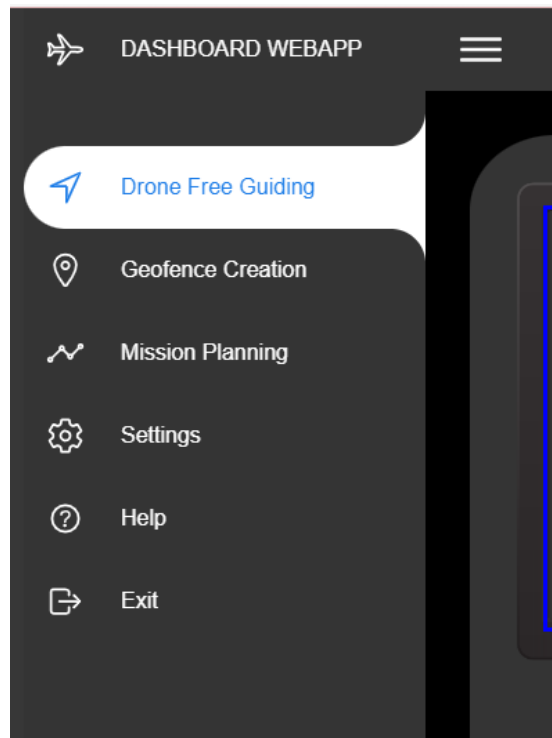 DASHBOARD WEBAPP
Drone Free Guiding
Geofence Creation
Mission Planning
Settings
Help
Exit